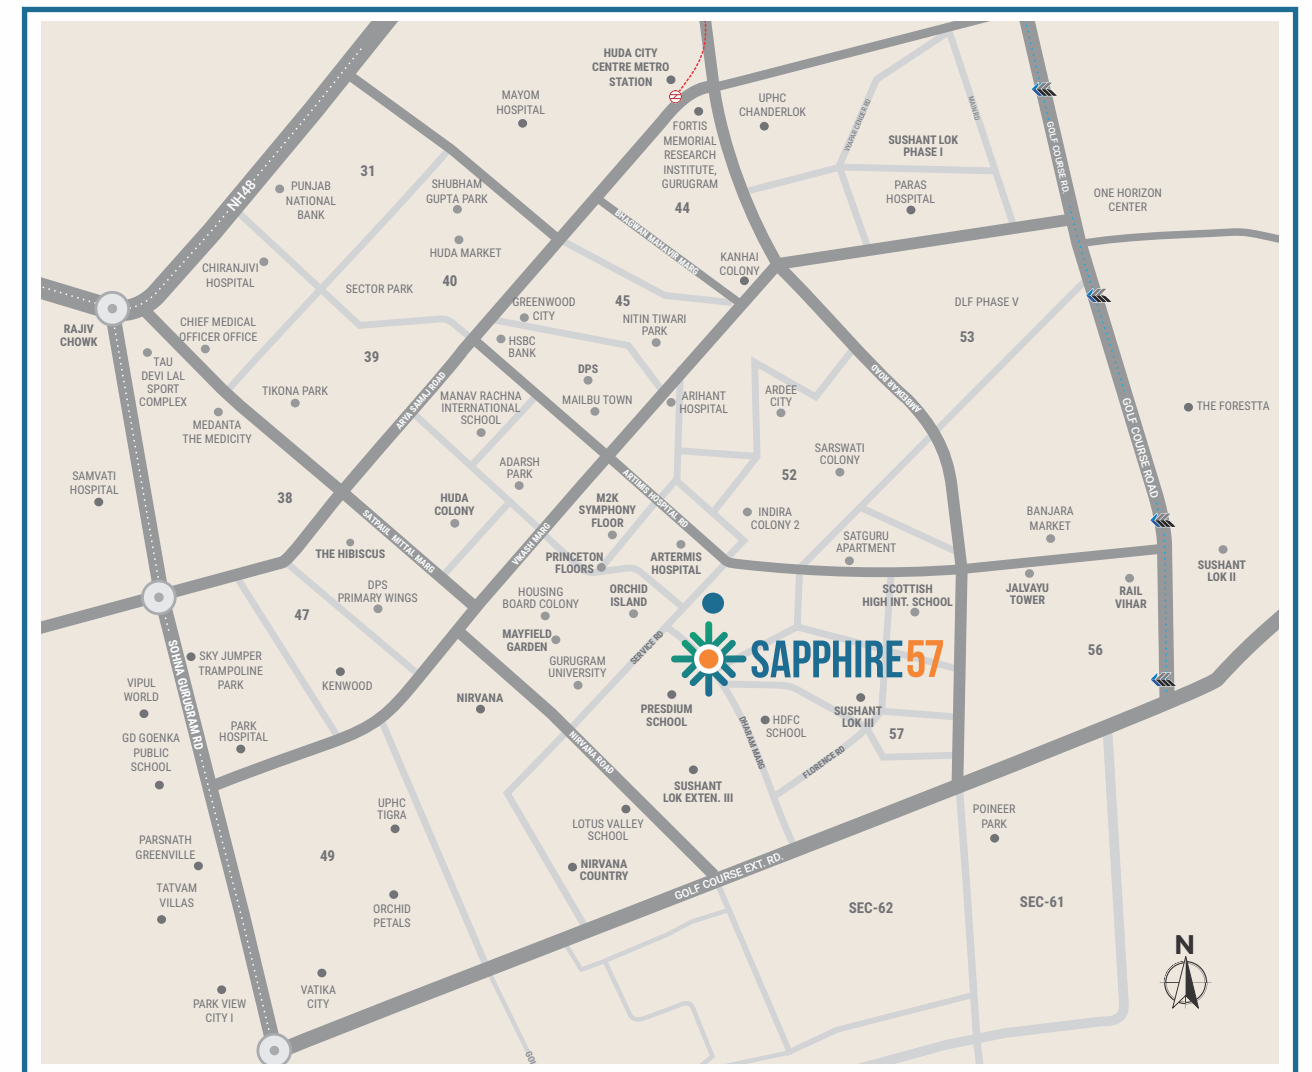 HUDA CITY
CENTRE METRO
STATION
MAYOM
HOSPITAL
UPHC
CHANDERLOK
FORTIS
MEMORIAL
RESEARCH
INSTITUTE,
GURUGRAM
44
VYAPAR KENDER RD
MAIN RD
SUSHANT LOK
PHASE I
PARAS
HOSPITAL
GOLF COURSE RD.
ONE HORIZON
CENTER
31
NH48
PUNJAB
NATIONAL
BANK
SHUBHAM
GUPTA PARK
HUDA MARKET
BHAGWAN MAHAVIR MARG
KANHAI
COLONY
CHIRANJIVI
HOSPITAL
SECTOR PARK
40
45
GREENWOOD
CITY
NITIN TIWARI
PARK
DLF PHASE V
53
RAJIV
CHOWK
CHIEF MEDICAL
OFFICER OFFICE
HSBC
BANK
TAU
DEVI LAL
SPORT
COMPLEX
39
DPS
MAILBU TOWN
ARIHANT
HOSPITAL
ARDEE
CITY
AMBEDKAR ROAD
THE FORESTTA
TIKONA PARK
ARYA SAMAJ ROAD
MANAV RACHNA
INTERNATIONAL
SCHOOL
MEDANTA
THE MEDICITY
GOLF COURSE ROAD
SARSWATI
COLONY
52
ADARSH
PARK
ARTIMIS HOSPITAL RD
SAMVATI
HOSPITAL
38
HUDA
COLONY
M2K
SYMPHONY
FLOOR
INDIRA
COLONY 2
BANJARA
MARKET
SATPAUL MITTAL MARG
VIKASH MARG
SATGURU
APARTMENT
THE HIBISCUS
PRINCETON
FLOORS
ARTERMIS
HOSPITAL
SUSHANT
LOK II
DPS
PRIMARY WINGS
47
HOUSING
BOARD COLONY
ORCHID
ISLAND
SCOTTISH
HIGH INT. SCHOOL
JALVAYU
TOWER
RAIL
VIHAR
MAYFIELD
GARDEN
SERVICE RD
SAPPHIRE 57
56
SOHNA GURUGRAM RD
SKY JUMPER
TRAMPOLINE
PARK
KENWOOD
GURUGRAM
UNIVERSITY
VIPUL
WORLD
NIRVANA
PRESDIUM
SCHOOL
SUSHANT
LOK III
PARK
HOSPITAL
GD GOENKA
PUBLIC
SCHOOL
NIRVANA ROAD
DHARAM MARG
HDFC
SCHOOL
57
FLORENCE RD
SUSHANT
LOK EXTEN. III
UPHC
TIGRA
LOTUS VALLEY
SCHOOL
POINEER
PARK
PARSNATH
GREENVILLE
49
NIRVANA
COUNTRY
GOLF COURSE EXT. RD.
TATVAM
VILLAS
ORCHID
PETALS
SEC-62
SEC-61
N
PARK VIEW
CITY I
VATIKA
CITY